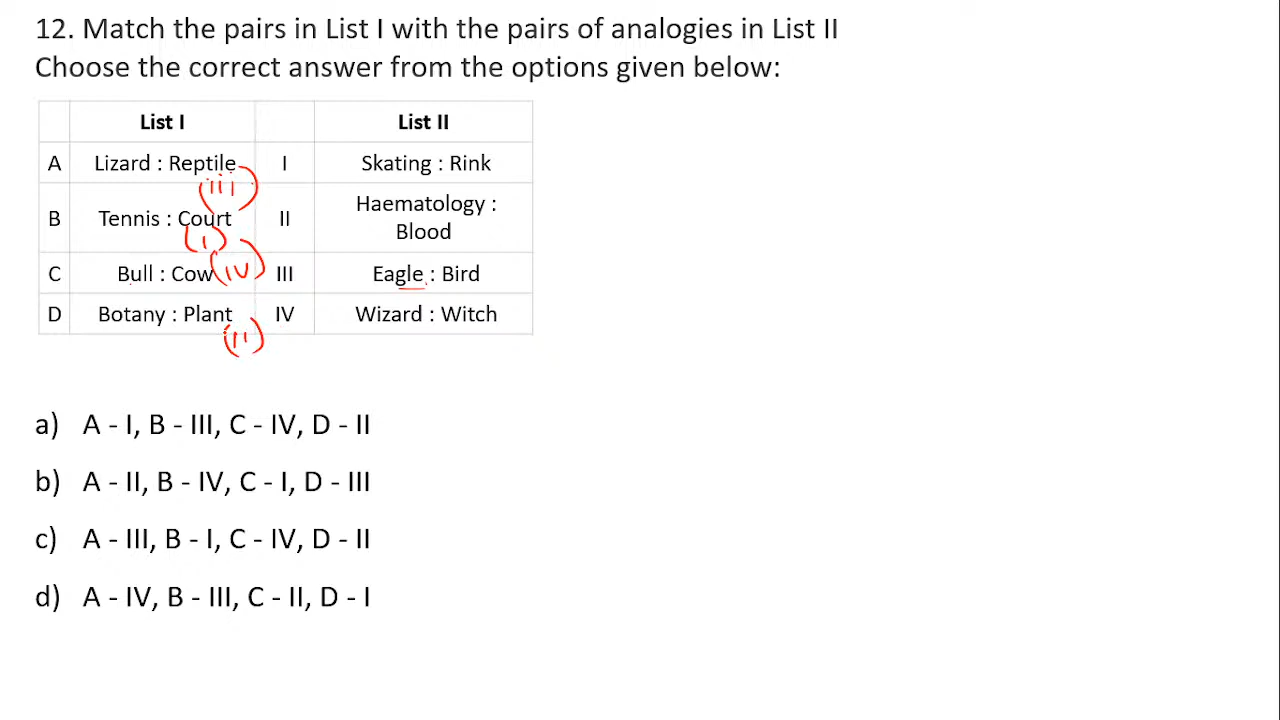 12. Match the pairs in List I with the pairs of analogies in List II
Choose the correct answer from the options given below:
List I List II
A Lizard : Reptile I Skating : Rink
(iii)
B Tennis : Court II Haematology :
Blood
(i)
C Bull : Cow (iv) III Eagle : Bird
D Botany : Plant IV Wizard : Witch
(ii)
a) A - I, B - III, C - IV, D - II
b) A - II, B - IV, C - I, D - III
c) A - III, B - I, C - IV, D - II
d) A - IV, B - III, C - II, D - I